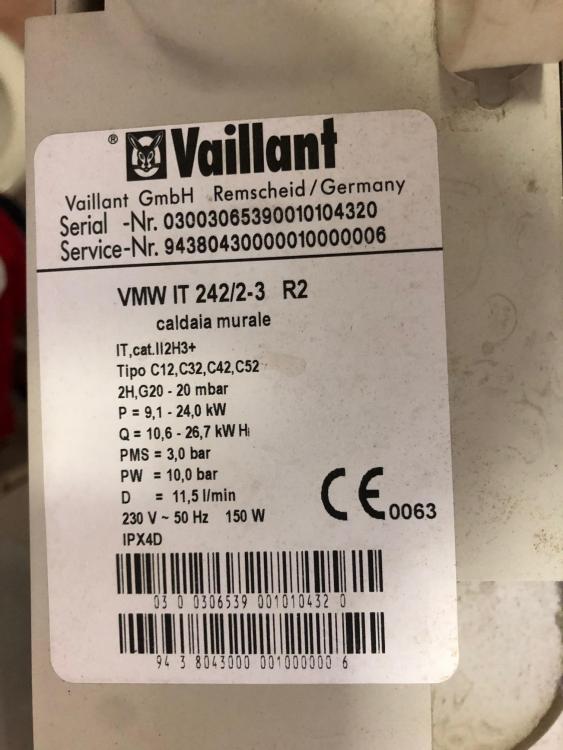 ® Vaillant
Vaillant GmbH Remscheid/Germany
Serial -Nr. 03003065390010104320
Service-Nr. 94380430000010000006
VMW IT 242/2-3 R2
caldaia murale
IT,cat.II2H3+
Tipo C12,C32,C42,C52
2H,G20 - 20 mbar
P = 9,1 - 24,0 kW
Q = 10,6 - 26,7 kW Hi
PMS = 3,0 bar
PW = 10,0 bar
D = 11,5 l/min
230 V ~ 50 Hz 150 W
IPX4D
CE 0063
03 0 0306539 001010432 0
94 3 8043000 001000000 6